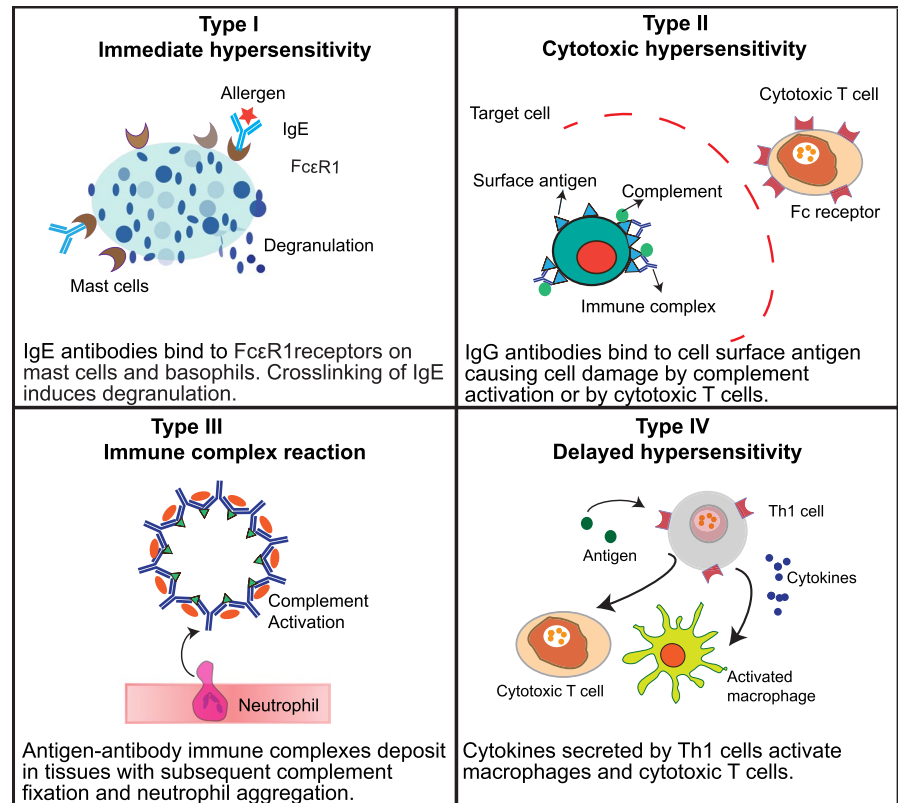 Type I
Immediate hypersensitivity
Allergen
IgE
FcεR1
Degranulation
Mast cells
IgE antibodies bind to FcεR1receptors on
mast cells and basophils. Crosslinking of IgE
induces degranulation.
Type II
Cytotoxic hypersensitivity
Target cell
Cytotoxic T cell
Surface antigen
Complement
Fc receptor
Immune complex
IgG antibodies bind to cell surface antigen
causing cell damage by complement
activation or by cytotoxic T cells.
Type III
Immune complex reaction
Complement
Activation
Neutrophil
Antigen-antibody immune complexes deposit
in tissues with subsequent complement
fixation and neutrophil aggregation.
Type IV
Delayed hypersensitivity
Th1 cell
Antigen
Cytokines
Cytotoxic T cell
Activated
macrophage
Cytokines secreted by Th1 cells activate
macrophages and cytotoxic T cells.